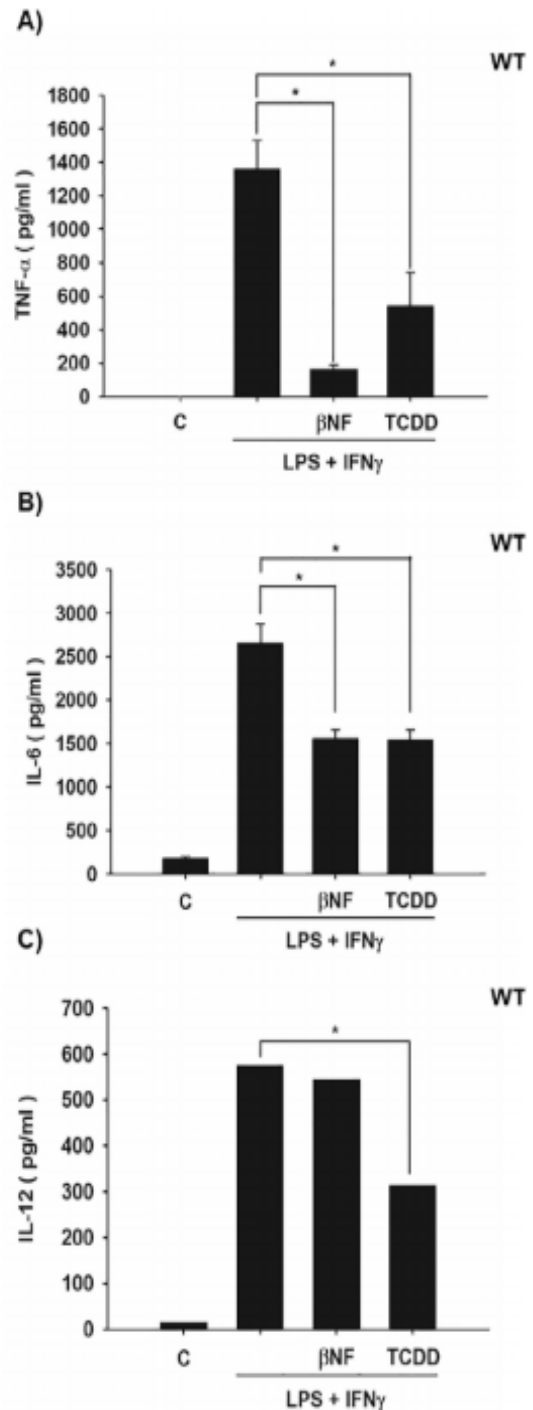 A)
WT
*
*
TNF-α ( pg/ml )
1800
1600
1400
1200
1000
800
600
400
200
0
C
βNF
TCDD
LPS + IFNγ
B)
WT
*
*
IL-6 ( pg/ml )
3500
3000
2500
2000
1500
1000
500
0
C
βNF
TCDD
LPS + IFNγ
C)
WT
*
IL-12 ( pg/ml )
700
600
500
400
300
200
100
0
C
βNF
TCDD
LPS + IFNγ